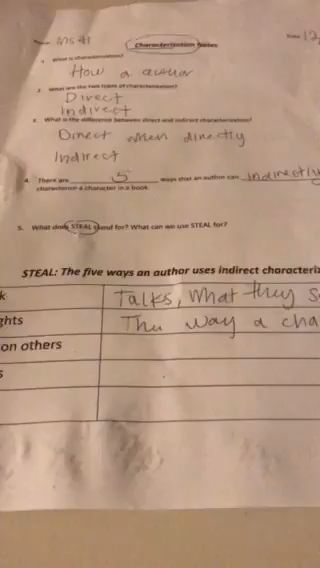 Characterization Notes
Date 12,
1. What is characterization?
How a author
2. What are the two types of characterization?
Direct
Indirect
3. What is the difference between direct and indirect characterization?
Direct when directly
Indirect
4. There are 5 ways that an author can indirectly
characterize a character in a book.
5. What does STEAL stand for? What can we use STEAL for?
STEAL: The five ways an author uses indirect characteriz
k Talks, what they s
ghts The way a cha
on others
s